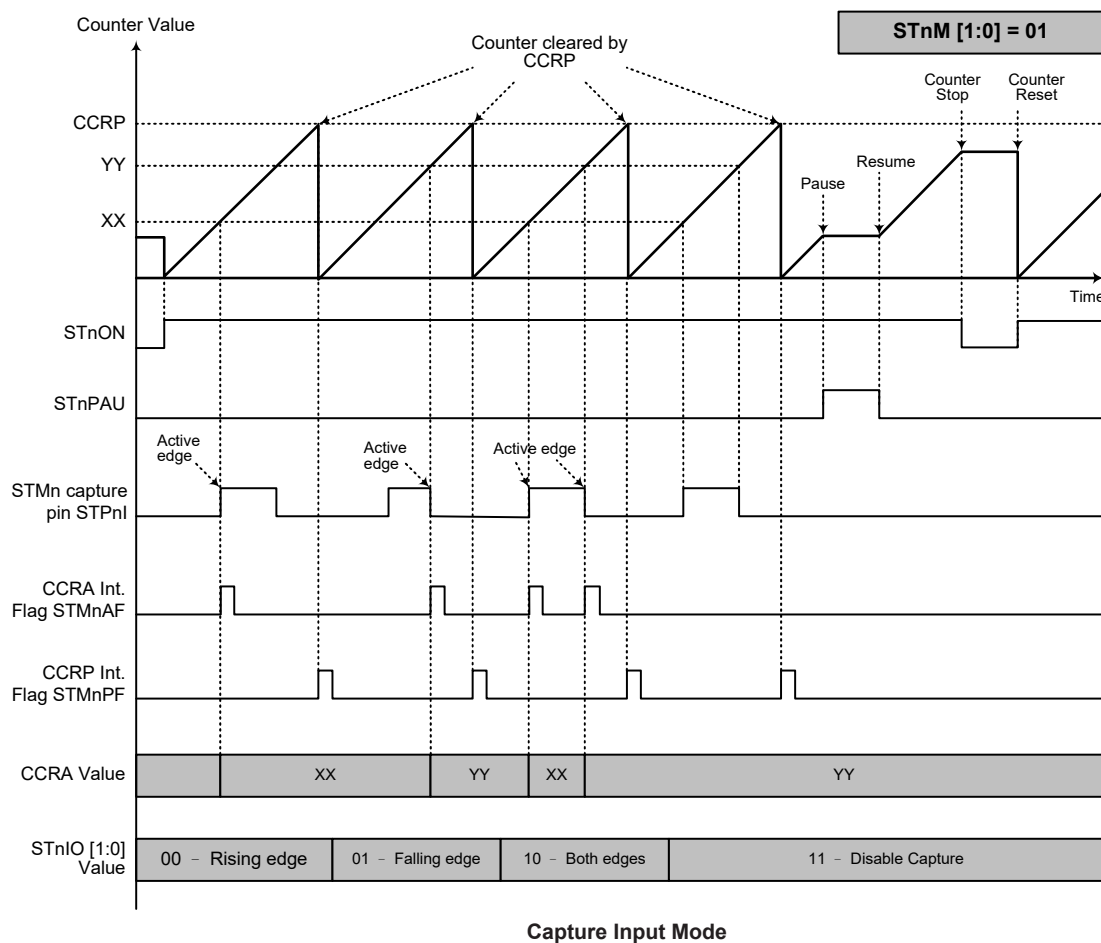 Counter Value
STnM [1:0] = 01
Counter cleared by
CCRP
Counter
Stop
Counter
Reset
CCRP
YY
Resume
Pause
XX
Time
STnON
STnPAU
Active
edge
Active
edge
Active edge
STMn capture
pin STPnI
CCRA Int.
Flag STMnAF
CCRP Int.
Flag STMnPF
CCRA Value
XX
YY
XX
YY
STnIO [1:0]
Value
00 – Rising edge
01 – Falling edge
10 – Both edges
11 – Disable Capture
Capture Input Mode